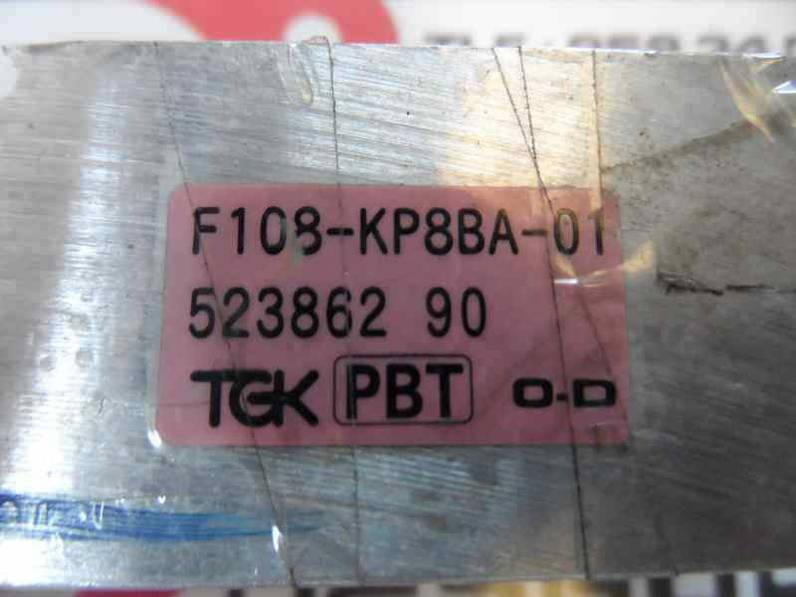 F108-KP8BA-01
523862 90
TGK PBT O-D